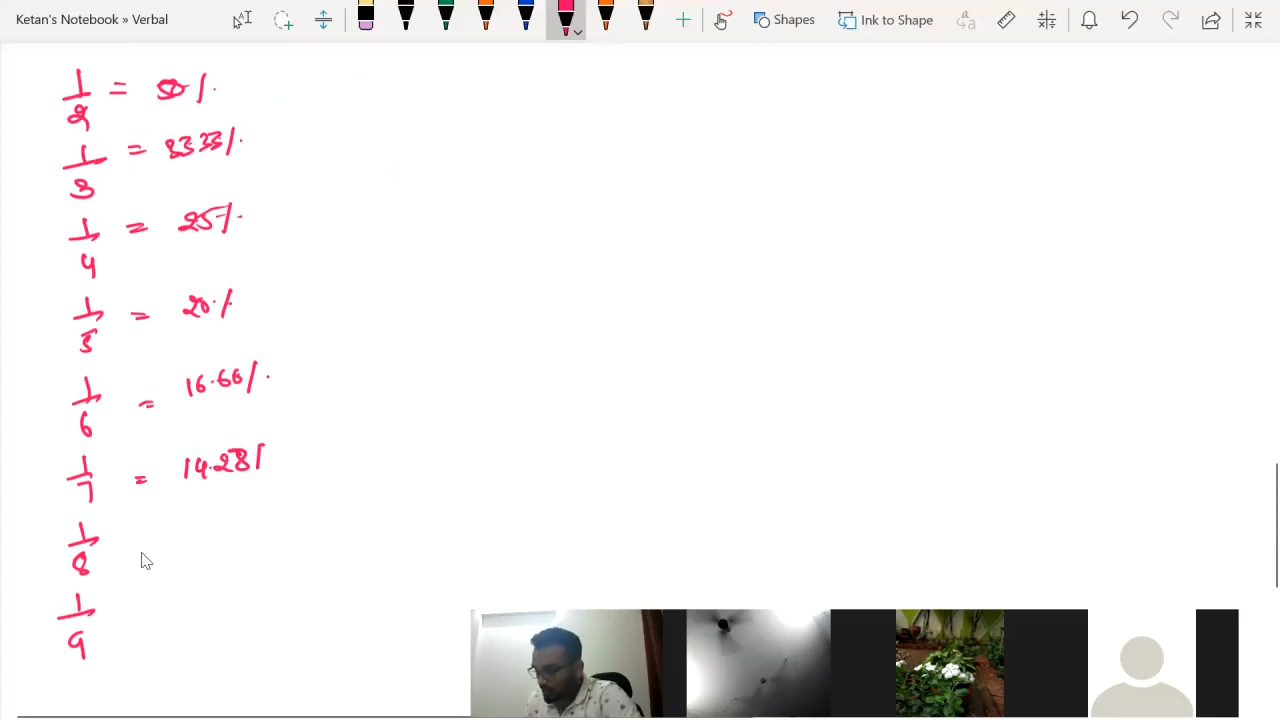 Ketan's Notebook » Verbal
Shapes
Ink to Shape
1/2 = 50%
1/3 = 33.33%
1/4 = 25%
1/5 = 20%
1/6 = 16.66%
1/7 = 14.28%
1/8
1/9